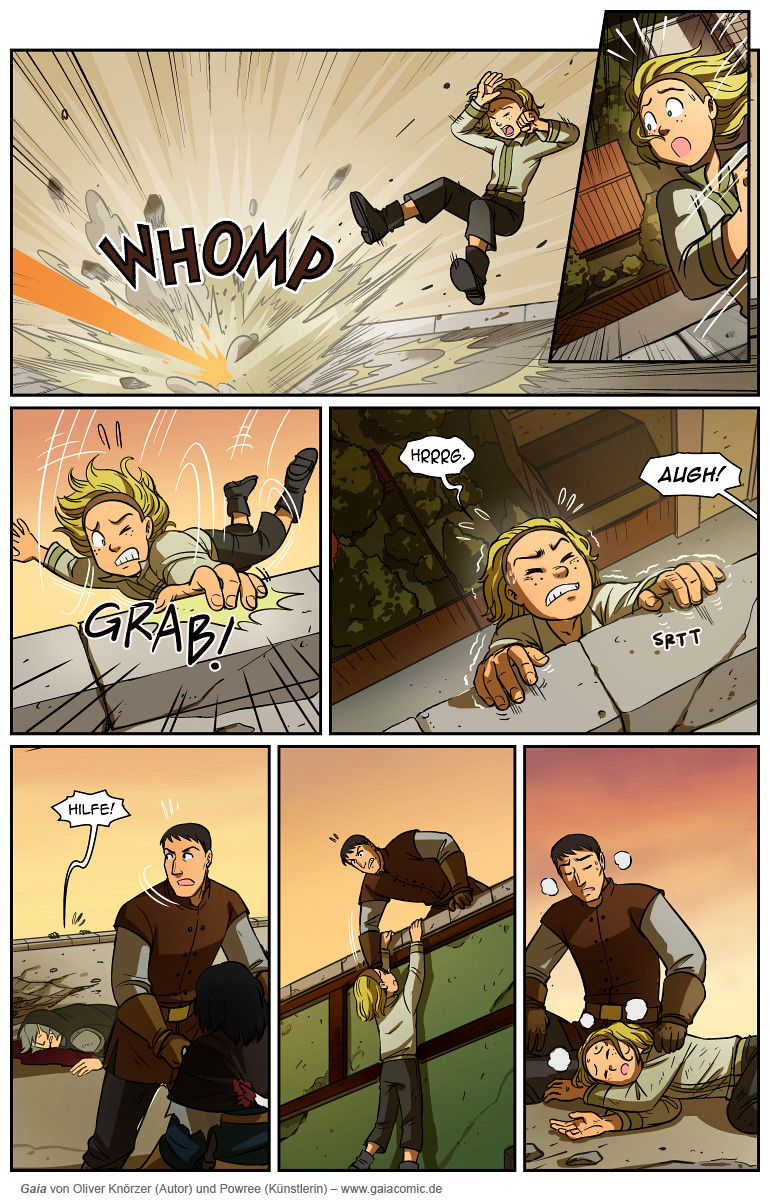 WHOMP
GRAB!
HRRRG.
AUGH!
SRTT
HILFE!
Gaia von Oliver Knörzer (Autor) und Powree (Künstlerin) – www.gaiacomic.de